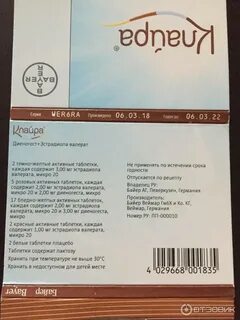 Клайра®
BAYER
Серия WER6RA Произведено 06.03.18 Годен до 06.03.22
Клайра®
Диеногест+Эстрадиола валерат
2 темно-желтые активные таблетки,
каждая содержит 3,00 мг эстрадиола
валерата, микро 20
5 розовых активных таблеток, каждая
содержит 2,00 мг эстрадиола валерата,
микро 20 и 2,00 мг диеногеста, микро
17 бледно-желтых активных таблеток,
каждая содержит 2,00 мг эстрадиола
валерата, микро 20 и 3,00 мг диеногеста,
микро
2 красные активные таблетки, каждая
содержит 1,00 мг эстрадиола валерата,
микро 20
2 белые таблетки плацебо
Таблетки содержат лактозу
Хранить при температуре не выше 30°C
Хранить в недоступном для детей месте
Не применять по истечении срока
годности
Отпускается по рецепту
Владелец РУ:
Байер АГ, Леверкузен, Германия
Производитель:
Байер Веймар ГмбХ и Ко. КГ,
Веймар, Германия
Номер РУ: ЛП-000010
4 029668 001835
Байер Bayer
ОТЗОВИК